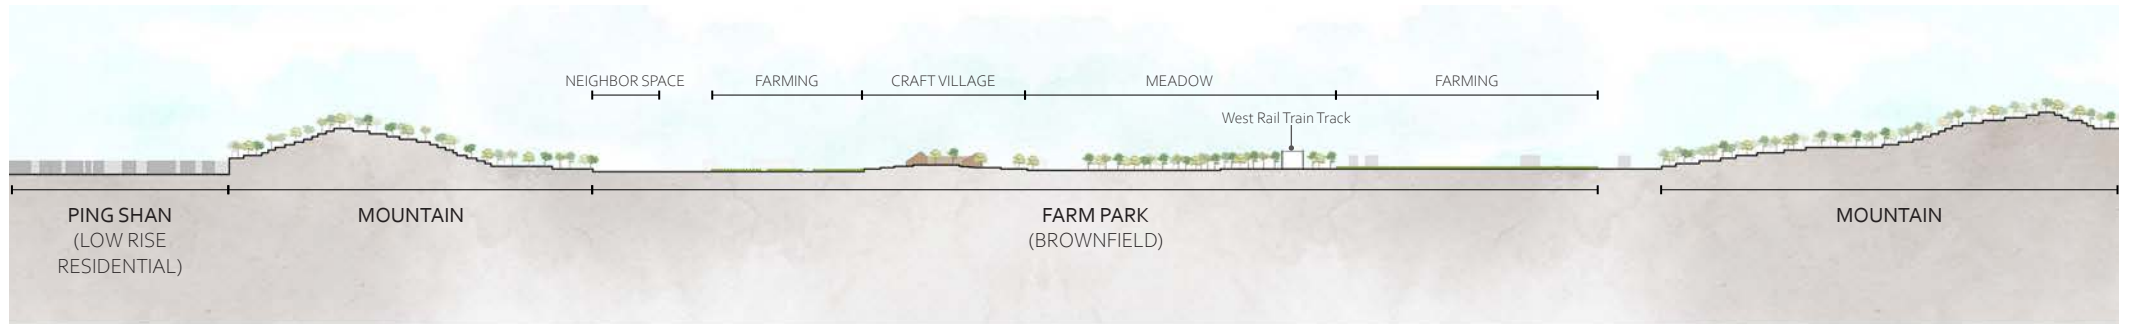 NEIGHBOR SPACE
FARMING
CRAFT VILLAGE
MEADOW
FARMING
West Rail Train Track
PING SHAN
(LOW RISE
RESIDENTIAL)
MOUNTAIN
FARM PARK
(BROWNFIELD)
MOUNTAIN